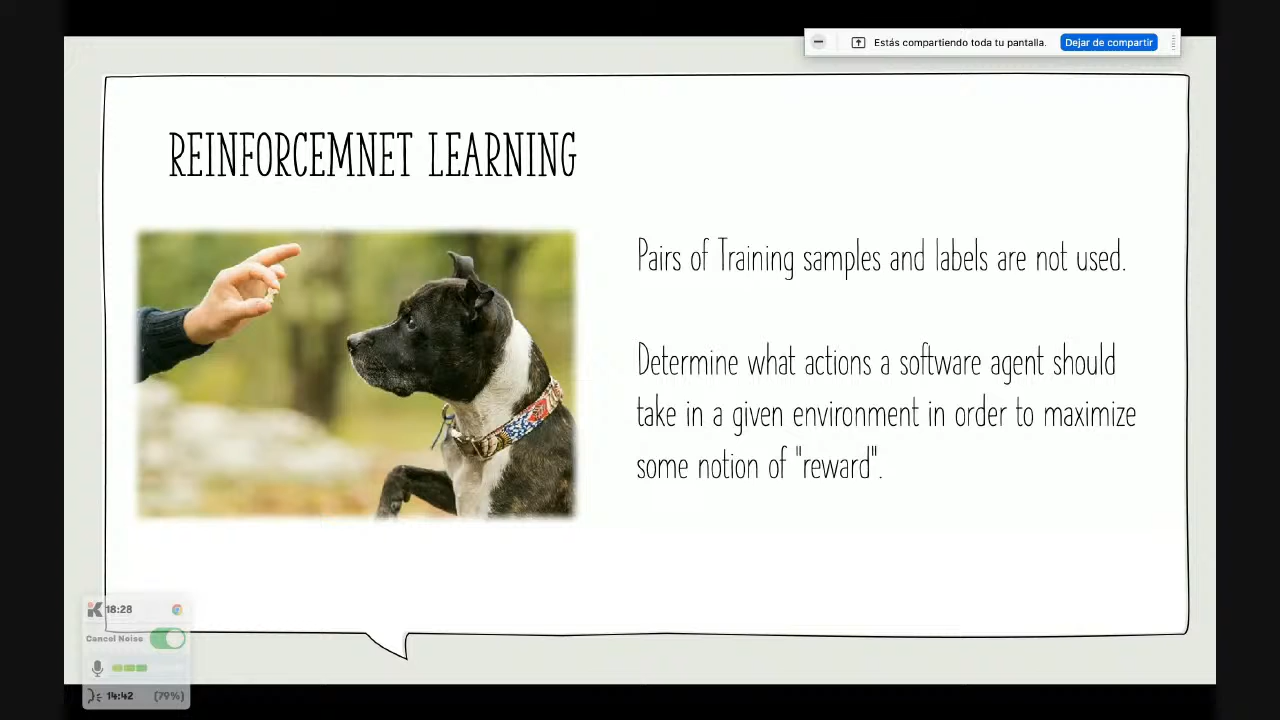 Estás compartiendo toda tu pantalla.
Dejar de compartir
REINFORCEMNET LEARNING
Pairs of Training samples and labels are not used.
Determine what actions a software agent should
take in a given environment in order to maximize
some notion of "reward".
18:28
Cancel Noise
14:42 (79%)